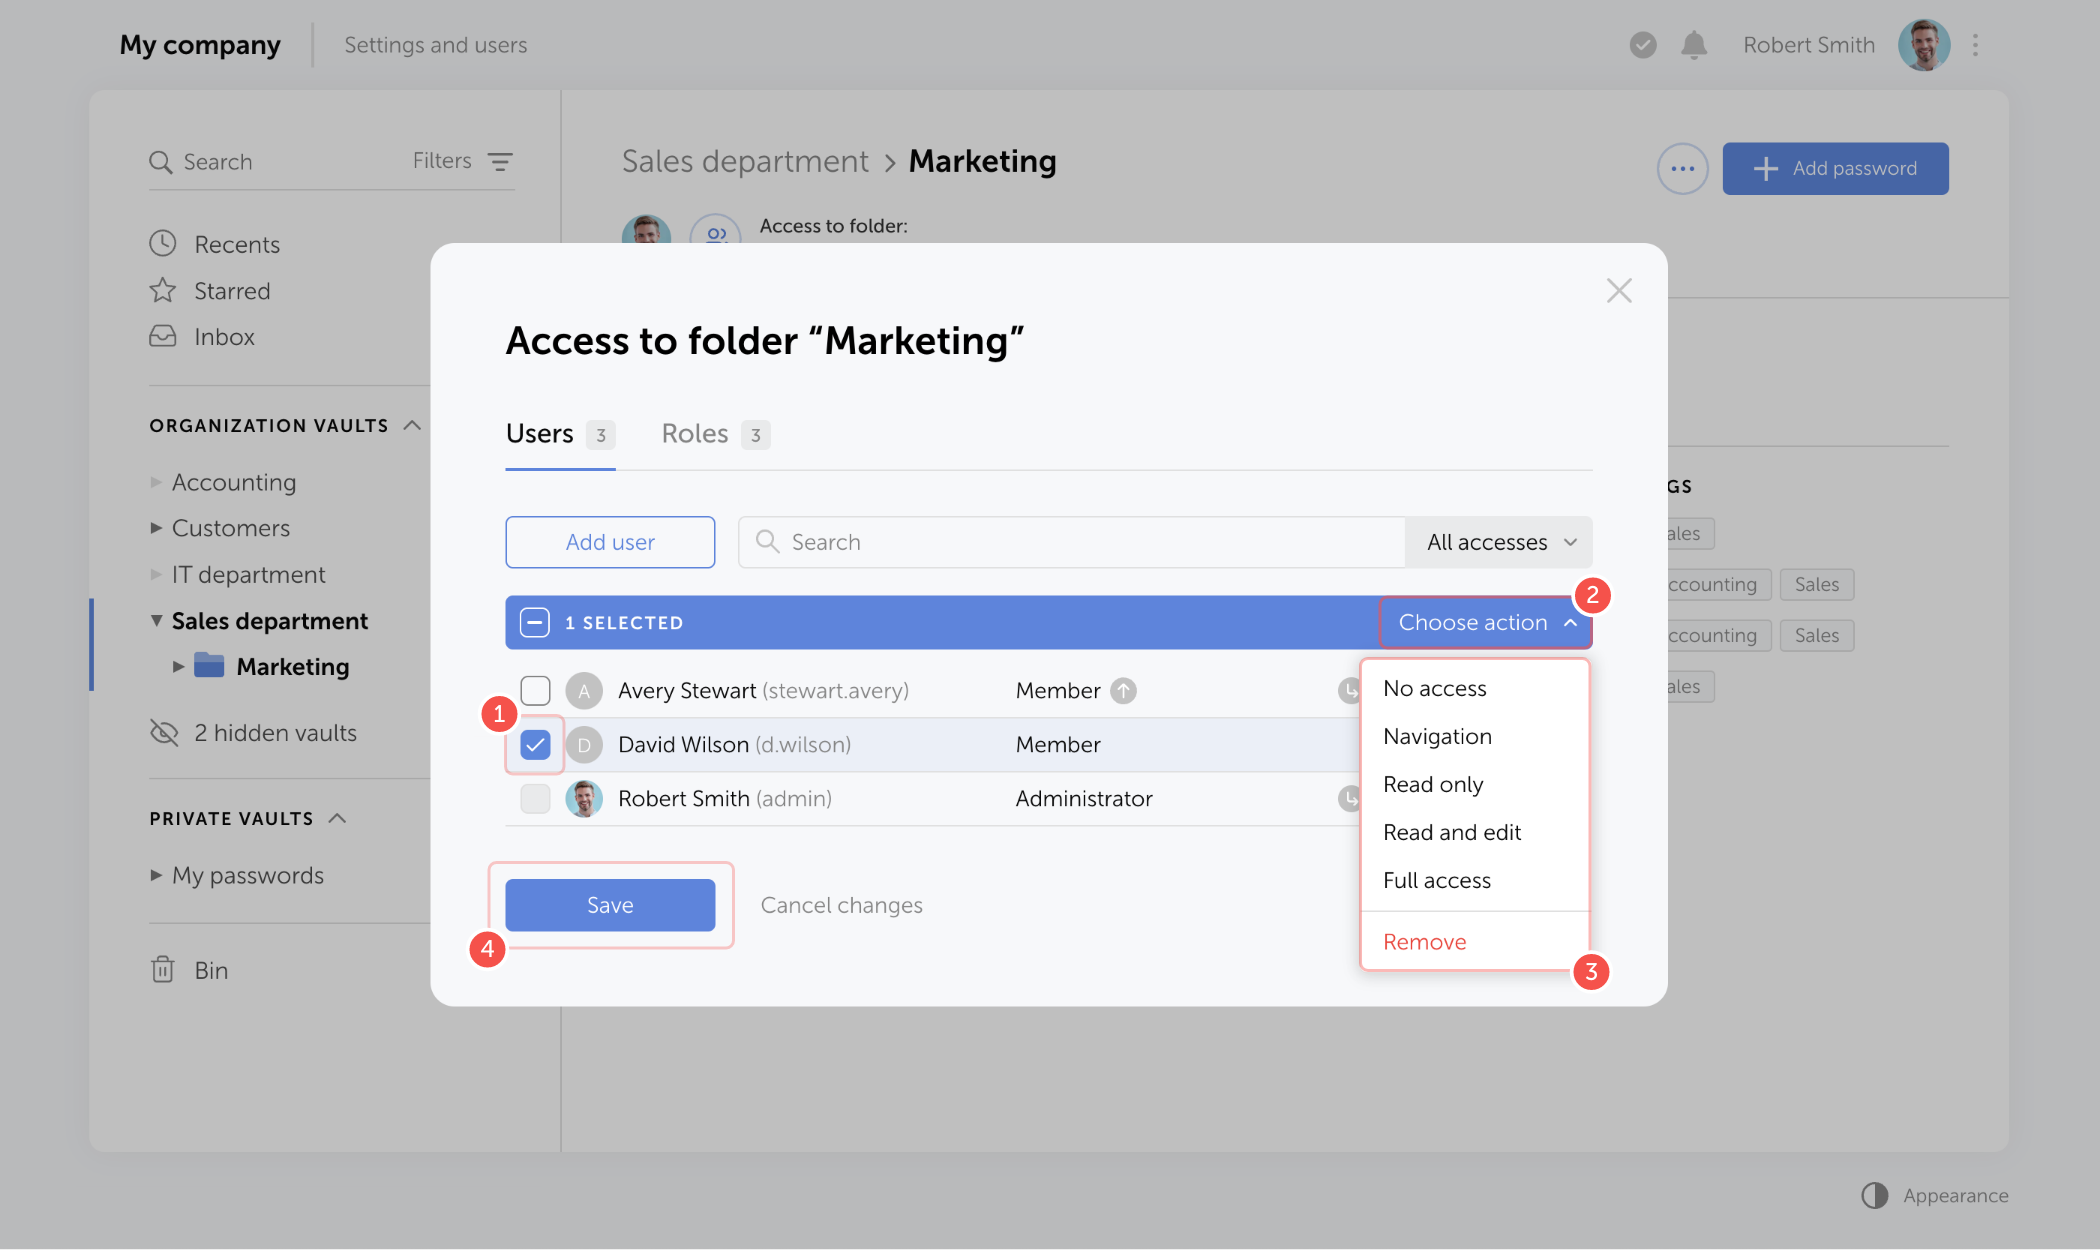 My company
Settings and users
Robert Smith
Search
Filters
Recents
Starred
Inbox
ORGANIZATION VAULTS
Accounting
Customers
IT department
Sales department
Marketing
2 hidden vaults
PRIVATE VAULTS
My passwords
Bin
Sales department > Marketing
Add password
Access to folder:
GS
ales
ccounting Sales
ccounting Sales
ales
Access to folder “Marketing”
Users 3
Roles 3
Add user
Search
All accesses
1 SELECTED
Choose action
2
A Avery Stewart (stewart.avery) Member
1
D David Wilson (d.wilson) Member
Robert Smith (admin) Administrator
No access
Navigation
Read only
Read and edit
Full access
Remove
3
Save
Cancel changes
4
Appearance